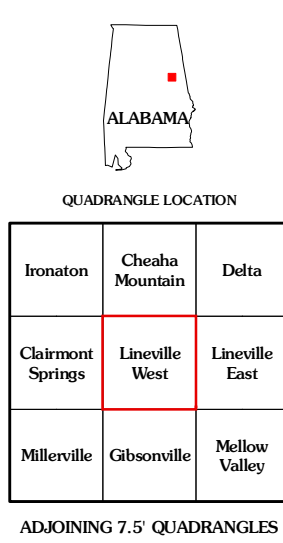 ALABAMA
QUADRANGLE LOCATION
Ironaton
Cheaha
Mountain
Delta
Clairmont
Springs
Lineville
West
Lineville
East
Millerville
Gibsonville
Mellow
Valley
ADJOINING 7.5' QUADRANGLES